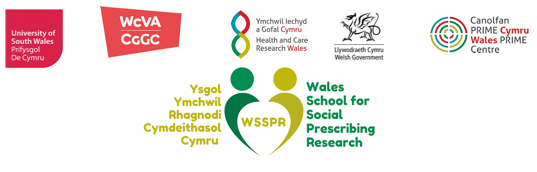 University of
South Wales
Prifysgol
De Cymru
WCVA
CGGC
Ymchwil Iechyd
a Gofal Cymru
Health and Care
Research Wales
Llywodraeth Cymru
Welsh Government
Canolfan
PRIME Cymru
Wales PRIME
Centre
Ysgol
Ymchwil
Rhagnodi
Cymdeithasol
Cymru
WSSPR
Wales
School for
Social
Prescribing
Research